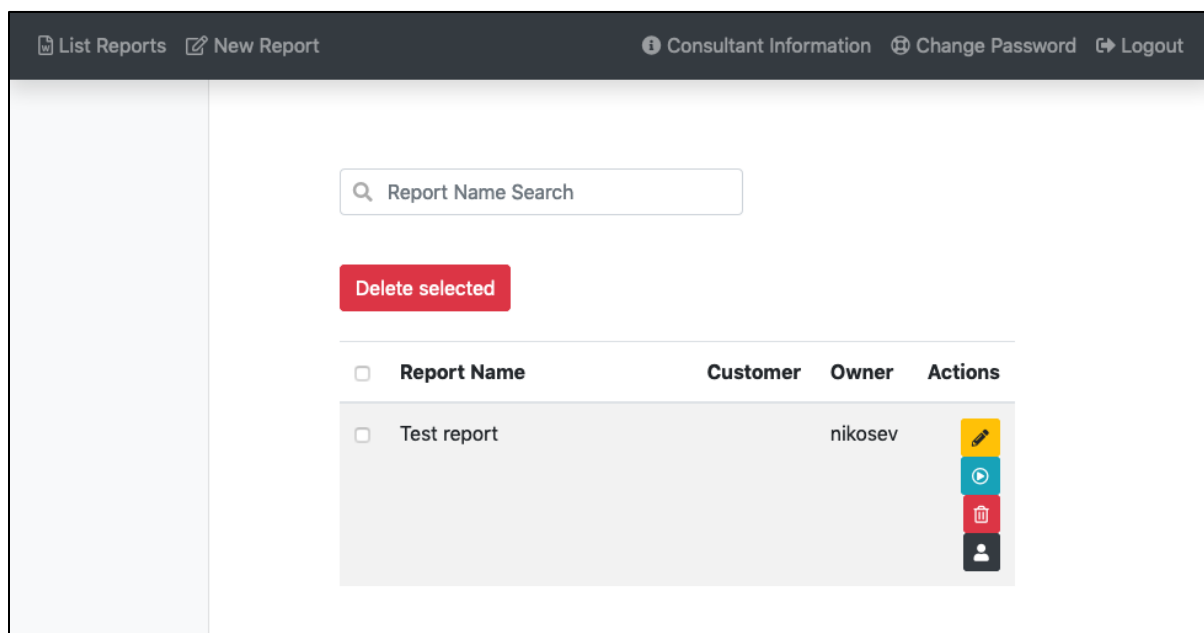 List Reports New Report Consultant Information Change Password Logout
Report Name Search
Delete selected
Report Name Customer Owner Actions
Test report nikosev